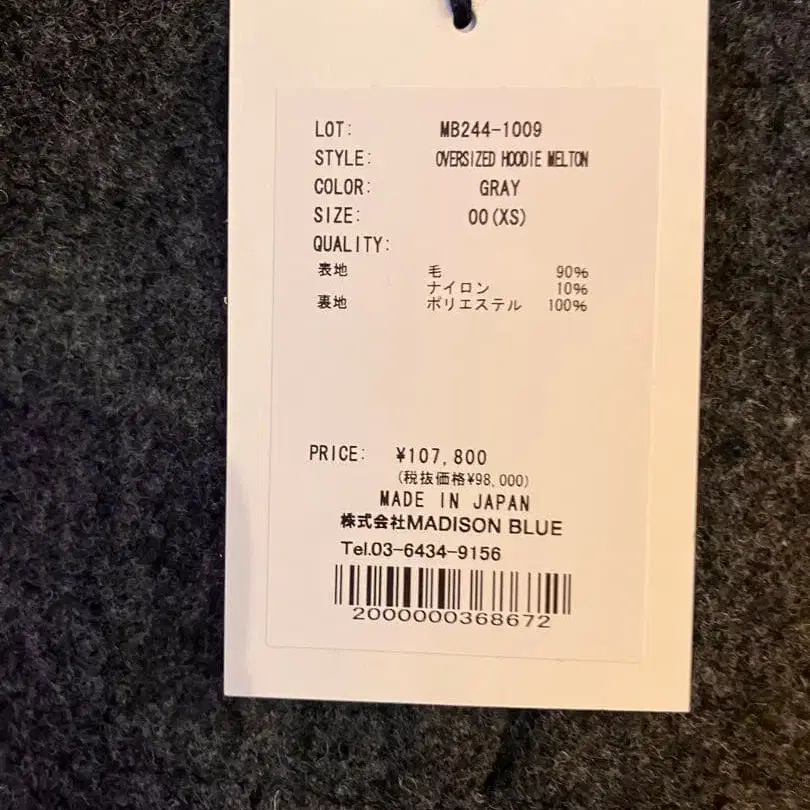 LOT: MB244-1009
STYLE: OVERSIZED HOODIE MELTON
COLOR: GRAY
SIZE: 00(XS)
QUALITY:
表地 毛 90%
ナイロン 10%
裏地 ポリエステル 100%
PRICE: ¥107,800
(税抜価格¥98,000)
MADE IN JAPAN
株式会社MADISON BLUE
Tel.03-6434-9156
2000000368672